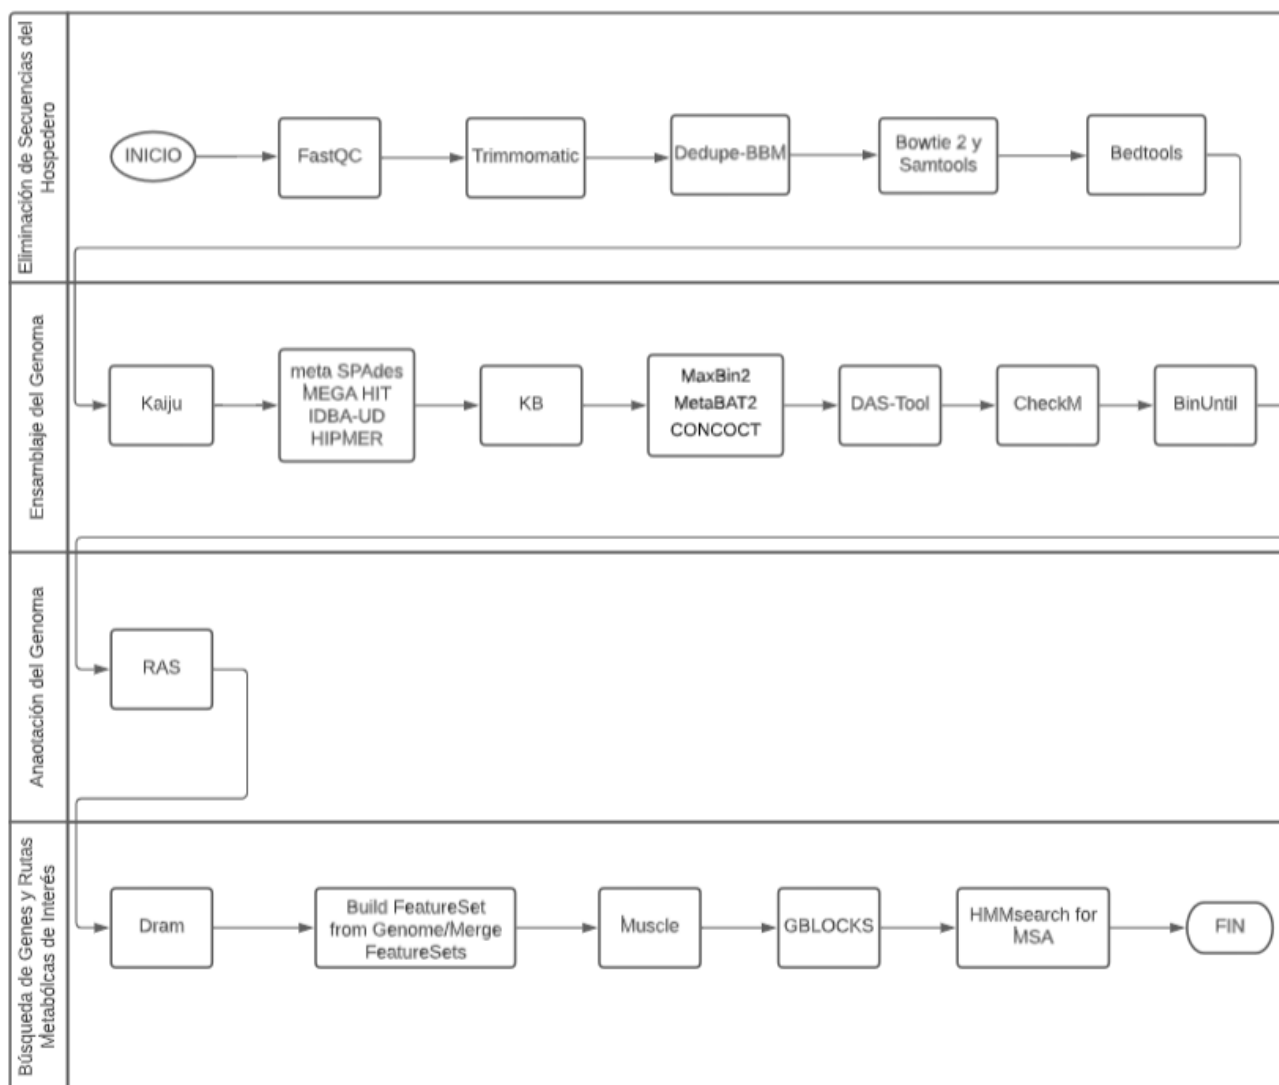 Eliminación de Secuencias del
Hospedero
INICIO
FastQC
Trimmomatic
Dedupe-BBM
Bowtie 2 y
Samtools
Bedtools
Ensamblaje del Genoma
Kaiju
meta SPAdes
MEGA HIT
IDBA-UD
HIPMER
KB
MaxBin2
MetaBAT2
CONCOCT
DAS-Tool
CheckM
BinUntil
Anaotación del Genoma
RAS
Búsqueda de Genes y Rutas
Metabólcas de Interés
Dram
Build FeatureSet
from Genome/Merge
FeatureSets
Muscle
GBLOCKS
HMMsearch for
MSA
FIN